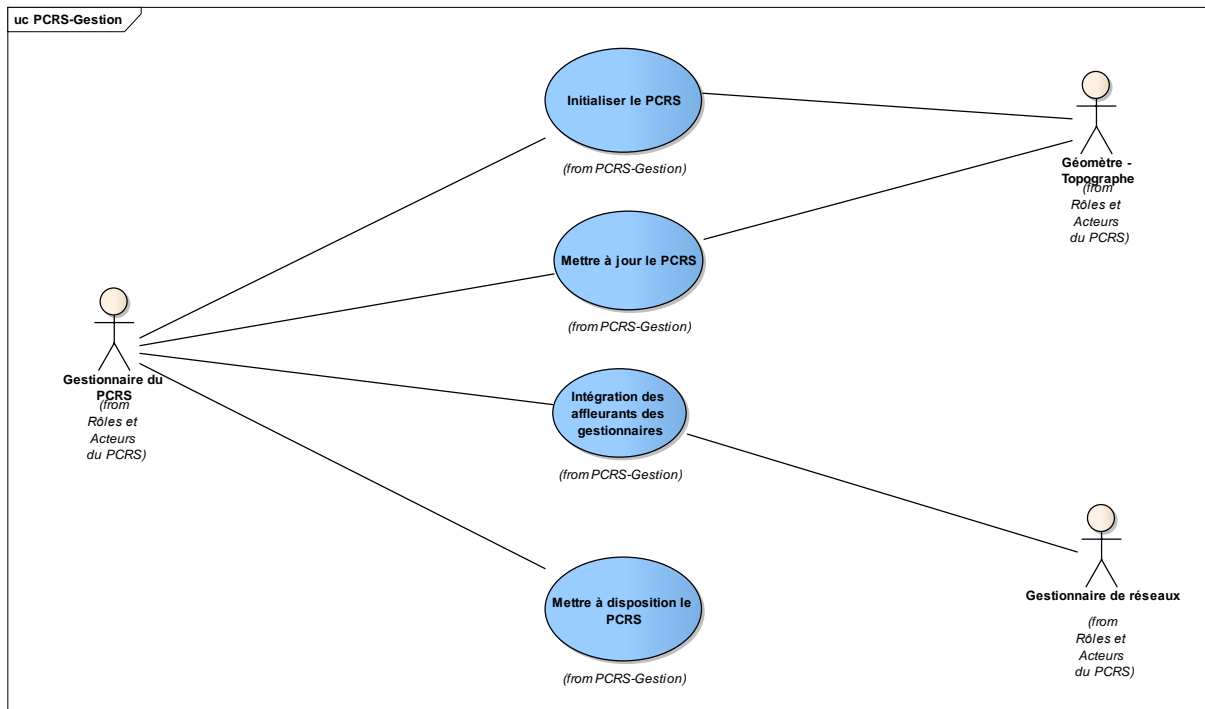 uc PCRS-Gestion
Initialiser le PCRS
(from PCRS-Gestion)
Géomètre -
Topographe
(from
Rôles et
Acteurs
du PCRS)
Mettre à jour le PCRS
(from PCRS-Gestion)
Gestionnaire du
PCRS
(from
Rôles et
Acteurs
du PCRS)
Intégration des
affleurants des
gestionnaires
(from PCRS-Gestion)
Gestionnaire de réseaux
(from
Rôles et
Acteurs
du PCRS)
Mettre à disposition le
PCRS
(from PCRS-Gestion)